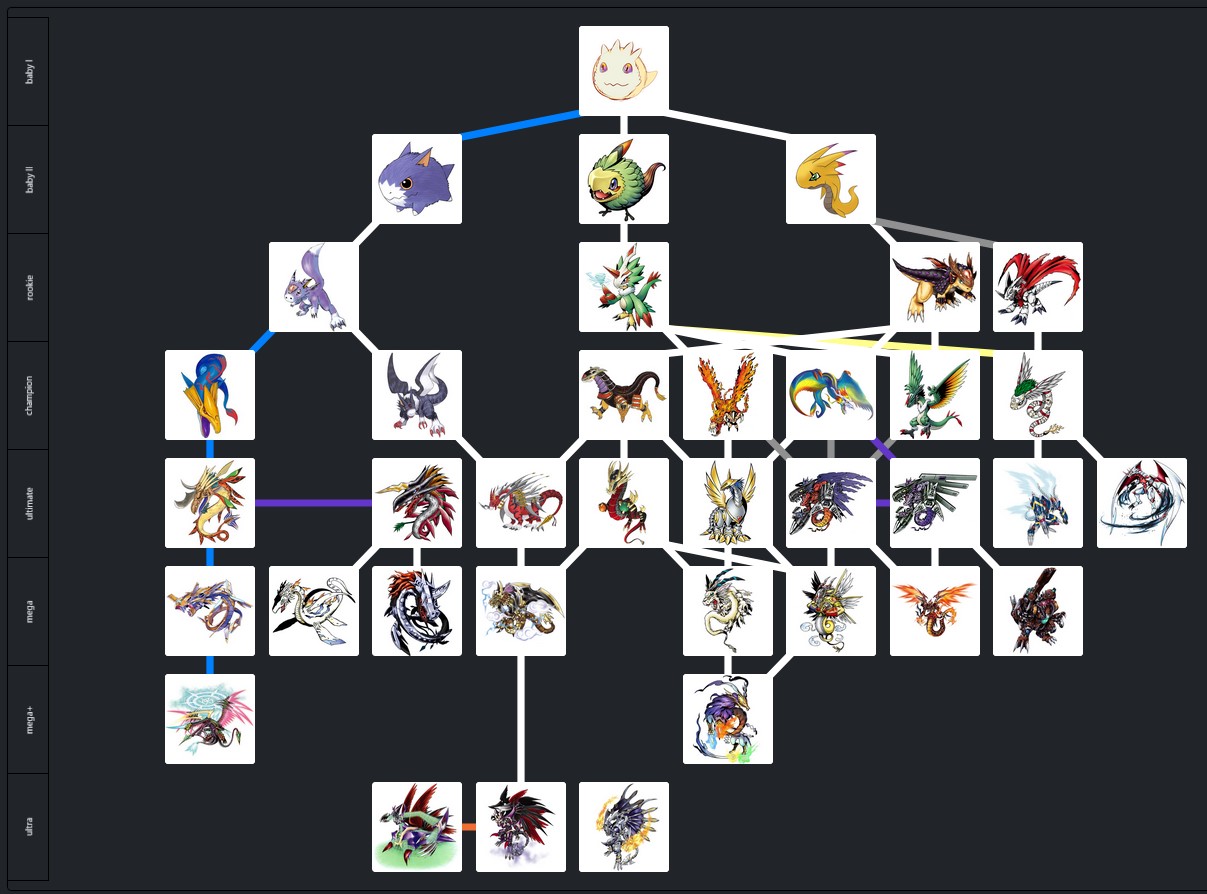 baby I
baby II
rookie
champion
ultimate
mega
mega+
ultra